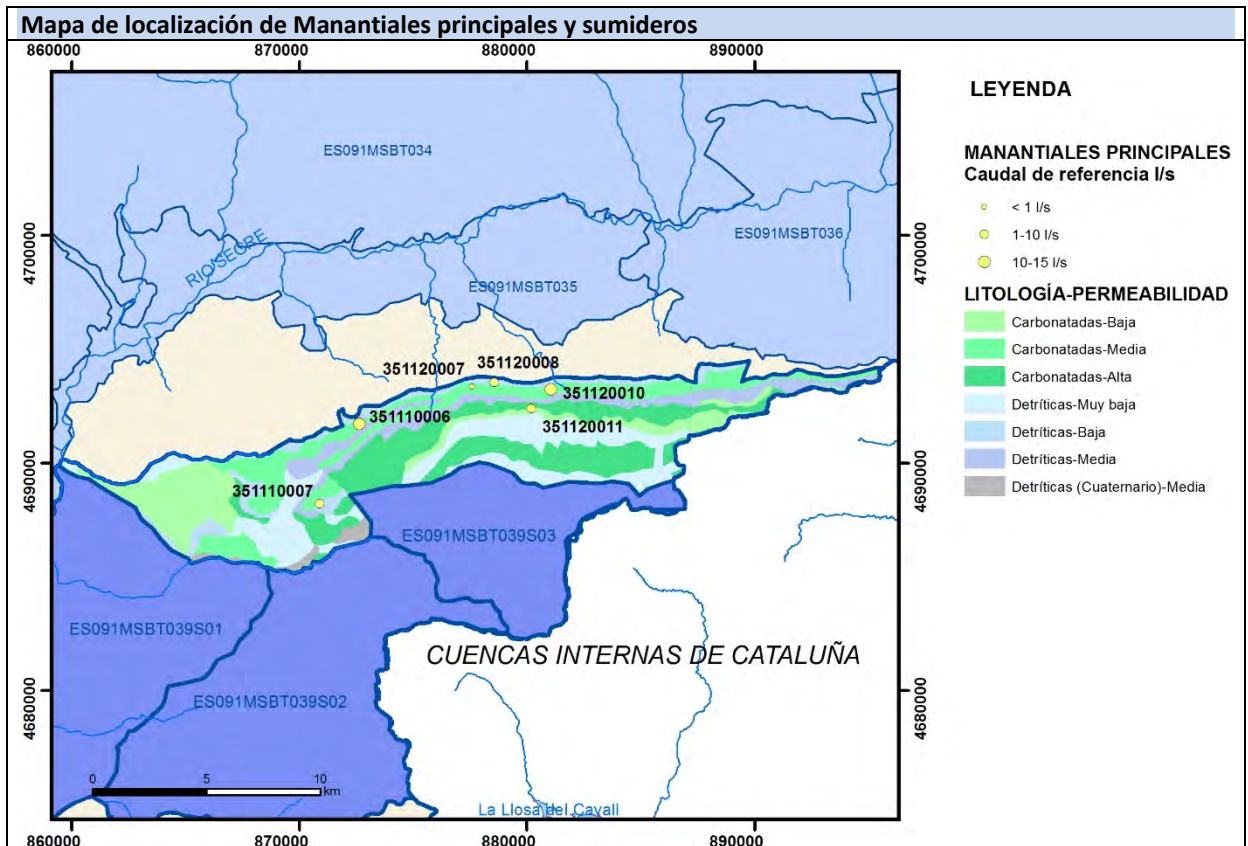 Mapa de localización de Manantiales principales y sumideros
860000 870000 880000 890000
LEYENDA
MANANTIALES PRINCIPALES
Caudal de referencia l/s
< 1 l/s
1-10 l/s
10-15 l/s
LITOLOGÍA-PERMEABILIDAD
Carbonatadas-Baja
Carbonatadas-Media
Carbonatadas-Alta
Detríticas-Muy baja
Detríticas-Baja
Detríticas-Media
Detríticas (Cuaternario)-Media
ES091MSBT034
4700000 4700000
RIO SEGRE
ES091MSBT036
ES091MSBT035
351120007 351120008
351120010
351110006
351120011
4690000 4690000
351110007
ES091MSBT039S03
ES091MSBT039S01
CUENCAS INTERNAS DE CATALUÑA
ES091MSBT039S02
4680000 4680000
0 5 10
km
La Llosa del Cavall
860000 870000 880000 890000